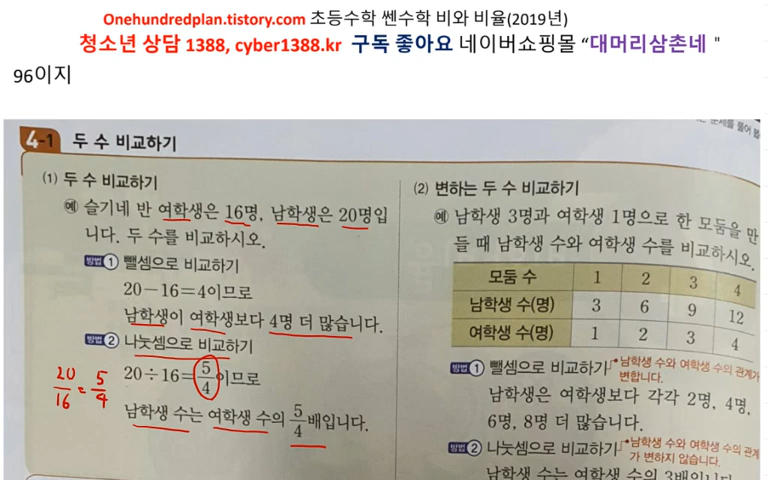 Onehundredplan.tistory.com 초등수학 쎈수학 비와 비율(2019년)
청소년 상담 1388, cyber1388.kr 구독 좋아요 네이버쇼핑몰 “대머리삼촌네 "
96이지
4-1 두 수 비교하기
(1) 두 수 비교하기
예 슬기네 반 여학생은 16명, 남학생은 20명입
니다. 두 수를 비교하시오.
방법 1 뺄셈으로 비교하기
20-16=4이므로
남학생이 여학생보다 4명 더 많습니다.
방법 2 나눗셈으로 비교하기
20÷16=5/4이므로
20/16=5/4
남학생 수는 여학생 수의 5/4배입니다.
(2) 변하는 두 수 비교하기
예 남학생 3명과 여학생 1명으로 한 모둠을 만
들 때 남학생 수와 여학생 수를 비교하시오.
모둠 수 1 2 3 4
남학생 수(명) 3 6 9 12
여학생 수(명) 1 2 3 4
방법 1 뺄셈으로 비교하기 남학생 수와 여학생 수의 관계가
변합니다.
남학생은 여학생보다 각각 2명, 4명,
6명, 8명 더 많습니다.
방법 2 나눗셈으로 비교하기 남학생 수와 여학생 수의 관계
가 변하지 않습니다.
남학생 수는 여학생 수의 3배입니다